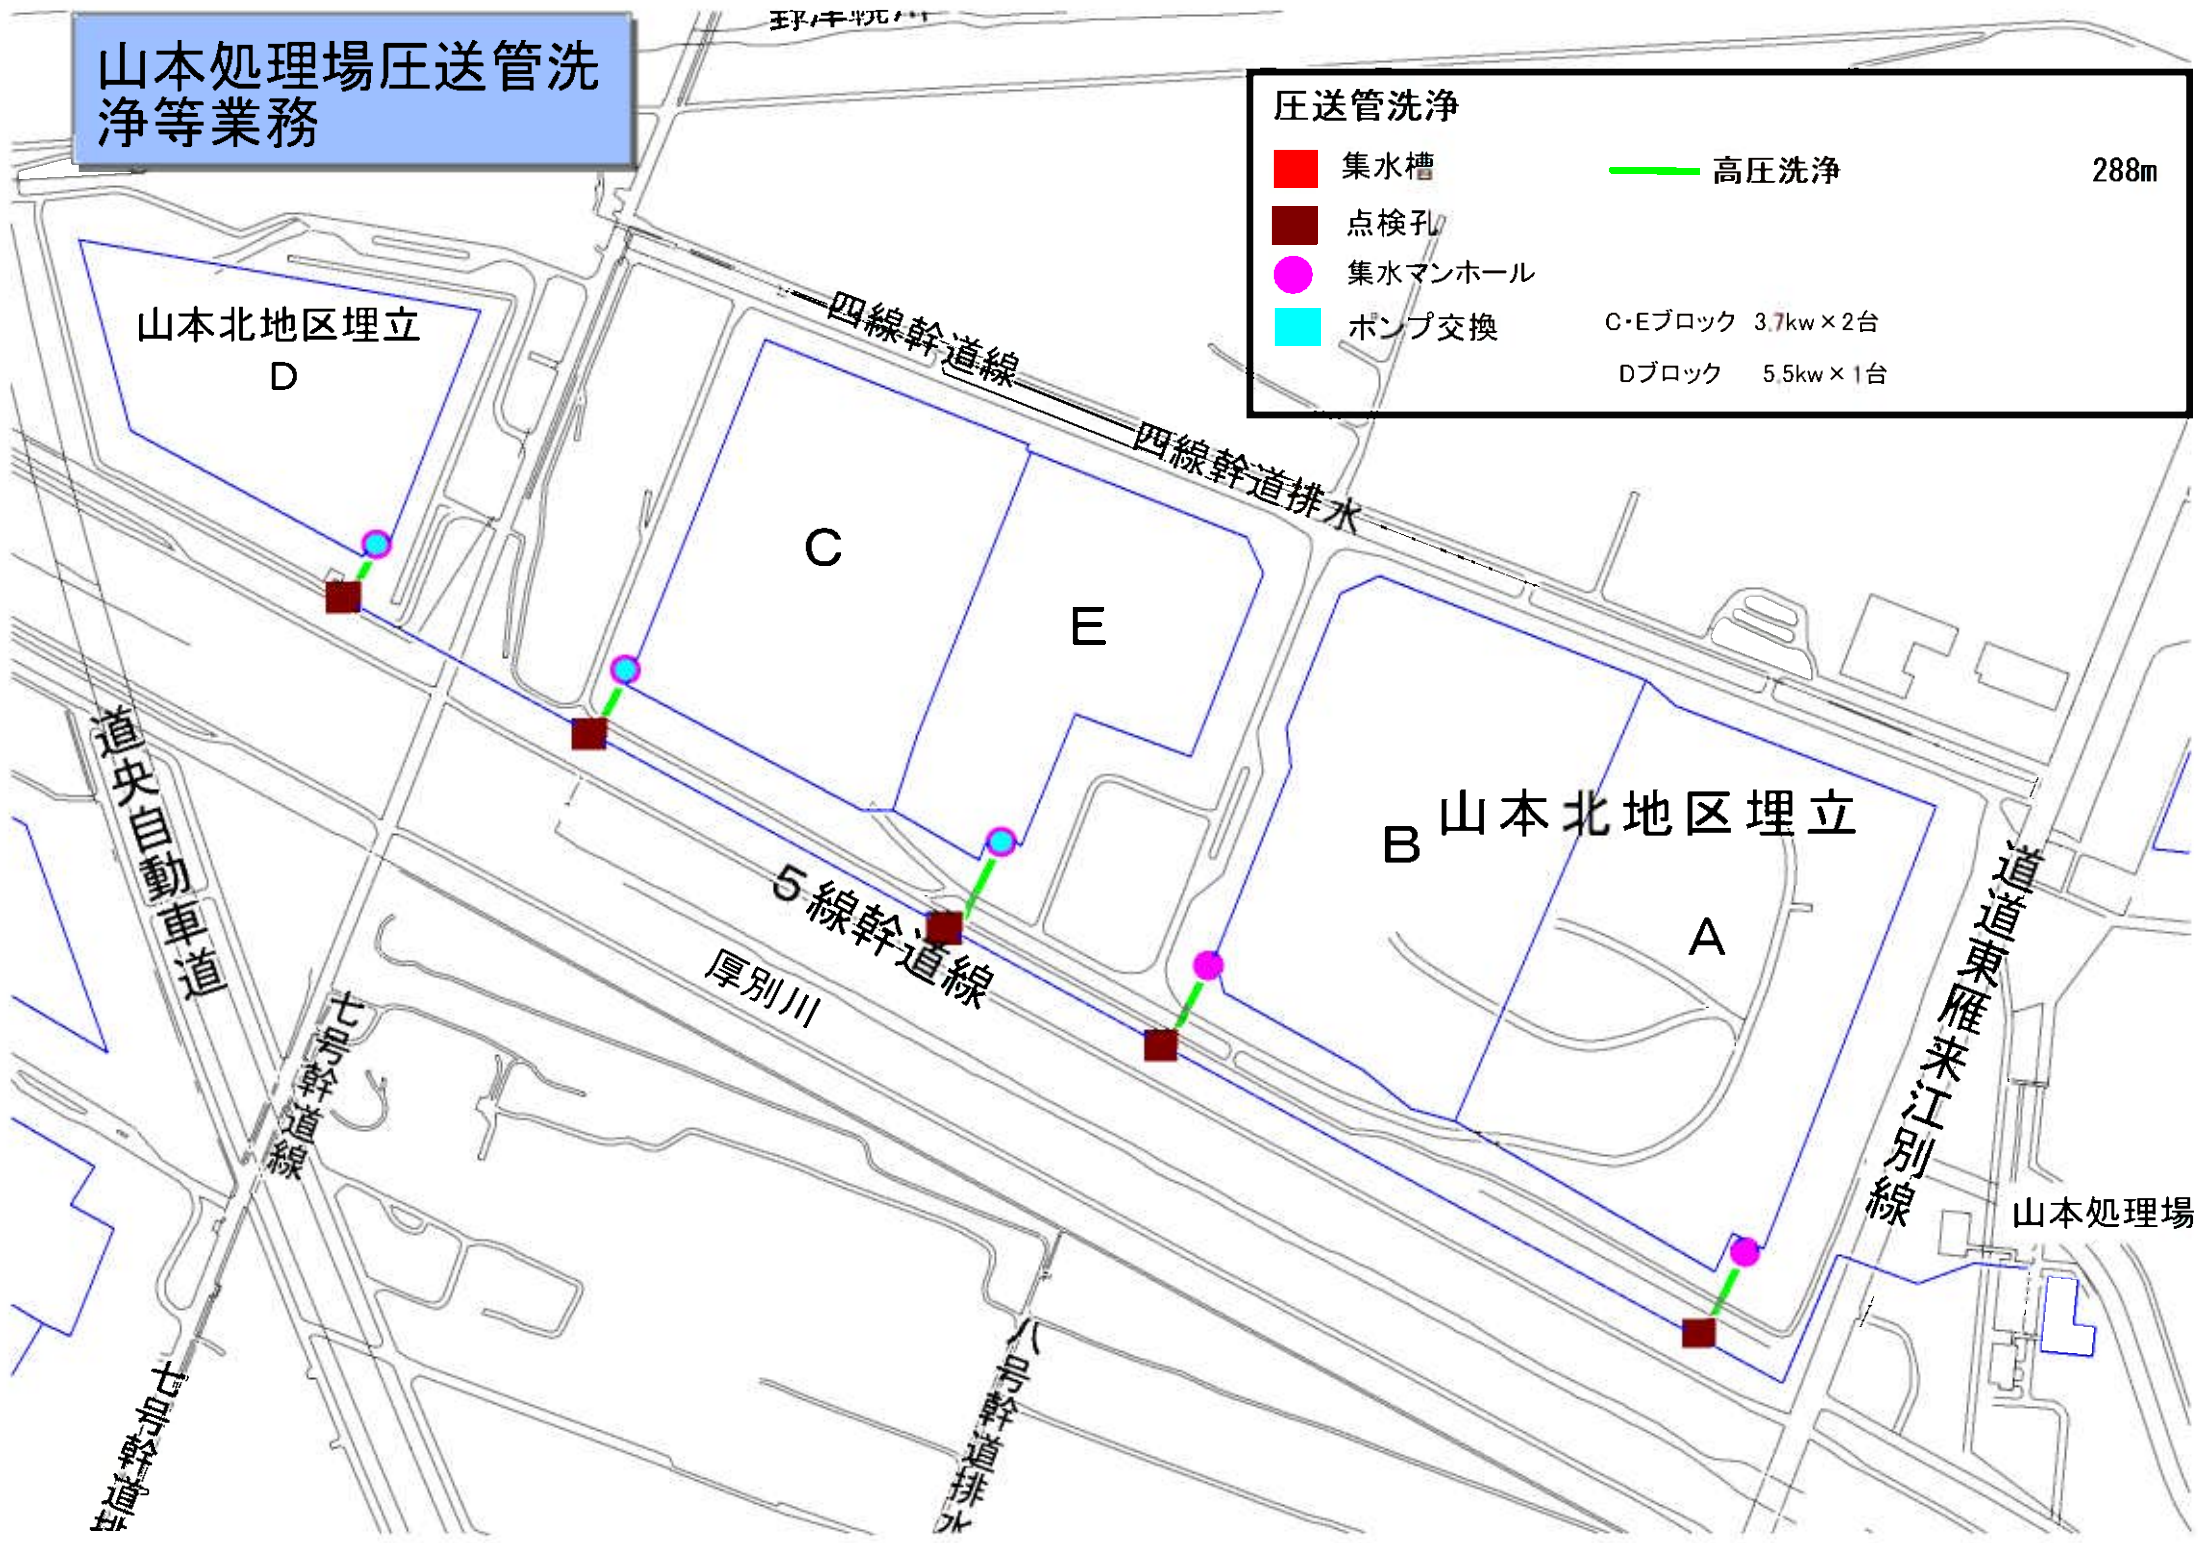 山本処理場圧送管洗
浄等業務
圧送管洗浄
集水槽
高圧洗浄 288m
点検孔
集水マンホール
ポンプ交換
C・Eブロック 3.7kw×2台
Dブロック 5.5kw×1台
四線幹道線
四線幹道排水
山本北地区埋立
D
C
E
B
山本北地区埋立
A
道央自動車道
5線幹道線
厚別川
七号幹道線
道道東雁来江別線
山本処理場
八号幹道排水
七号幹道排